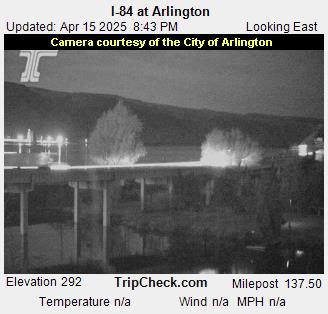 I-84 at Arlington
Updated: Apr 15 2025 8:43 PM Looking East
Camera courtesy of the City of Arlington
Elevation 292 TripCheck.com Milepost 137.50
Temperature n/a Wind n/a MPH n/a